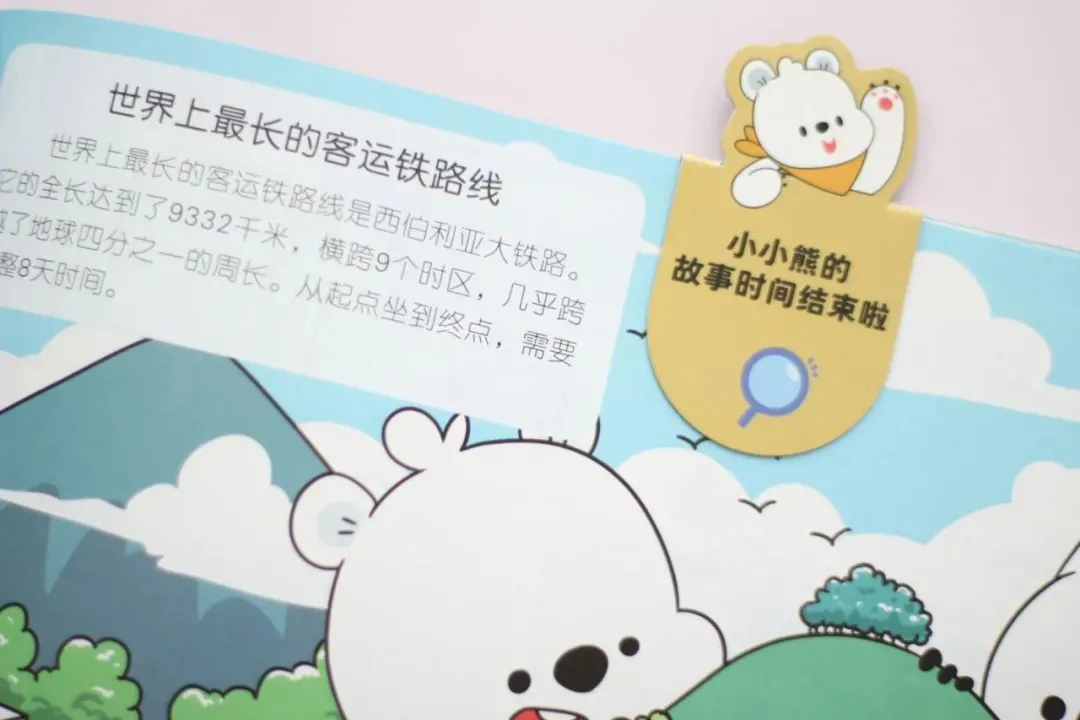 世界上最长的客运铁路线
世界上最长的客运铁路线是西伯利亚大铁路。
它的全长达到了9332千米，横跨9个时区，几乎跨
越了地球四分之一的周长。从起点坐到终点，需要
整8天时间。
小小熊的
故事时间结束啦